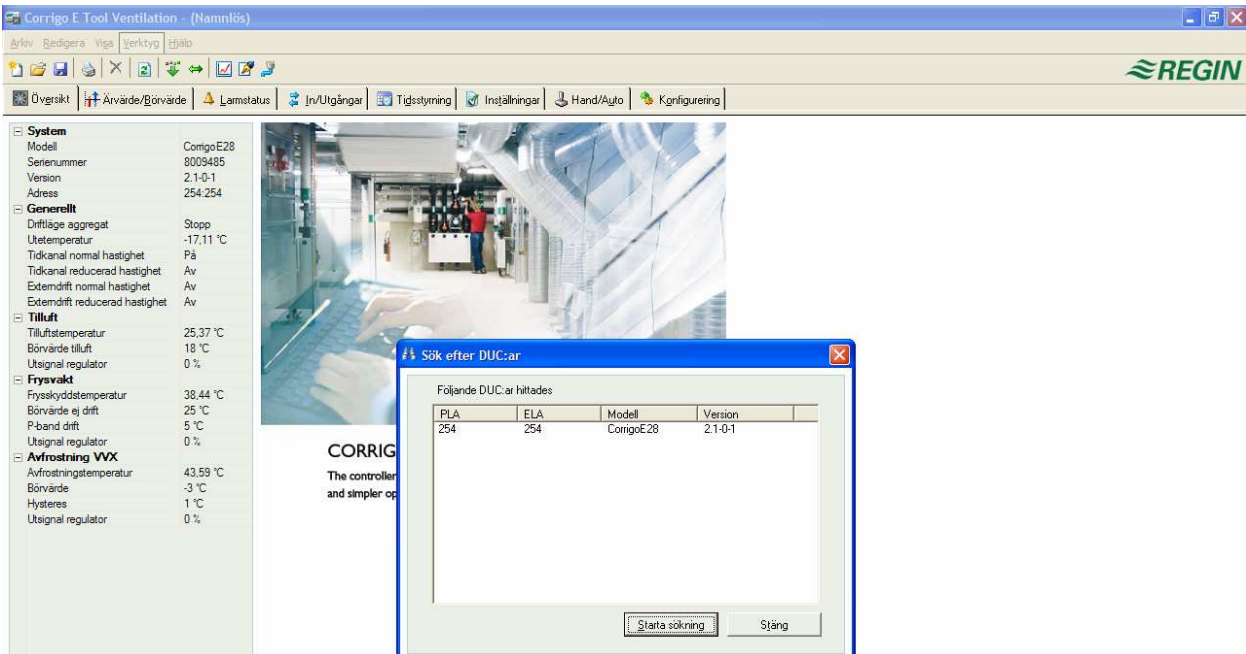 Corrigo E Tool Ventilation - (Namnlös)
Arkiv Redigera Visa Verktyg Hjälp
REGIN
Översikt Ärvärde/Börvärde Larmstatus In/Utgångar Tidsstyrning Inställningar Hand/Auto Konfigurering
System
Modell CorrigoE28
Serienummer 8009485
Version 2.1-0-1
Adress 254:254
Generellt
Driftläge aggregat Stopp
Utetemperatur -17,11 °C
Tidkanal normal hastighet På
Tidkanal reducerad hastighet Av
Externdrift normal hastighet Av
Externdrift reducerad hastighet Av
Tilluft
Tilluftstemperatur 25,37 °C
Börvärde tilluft 18 °C
Utsignal regulator 0 %
Frysvakt
Frysskyddstemperatur 38,44 °C
Börvärde ej drift 25 °C
P-band drift 5 °C
Utsignal regulator 0 %
Avfrostning VVX
Avfrostningstemperatur 43,59 °C
Börvärde -3 °C
Hysteres 1 °C
Utsignal regulator 0 %
CORRIG
The controller
and simpler op
Sök efter DUC:ar
Följande DUC:ar hittades
PLA ELA Modell Version
254 254 CorrigoE28 2.1-0-1
Starta sökning Stäng